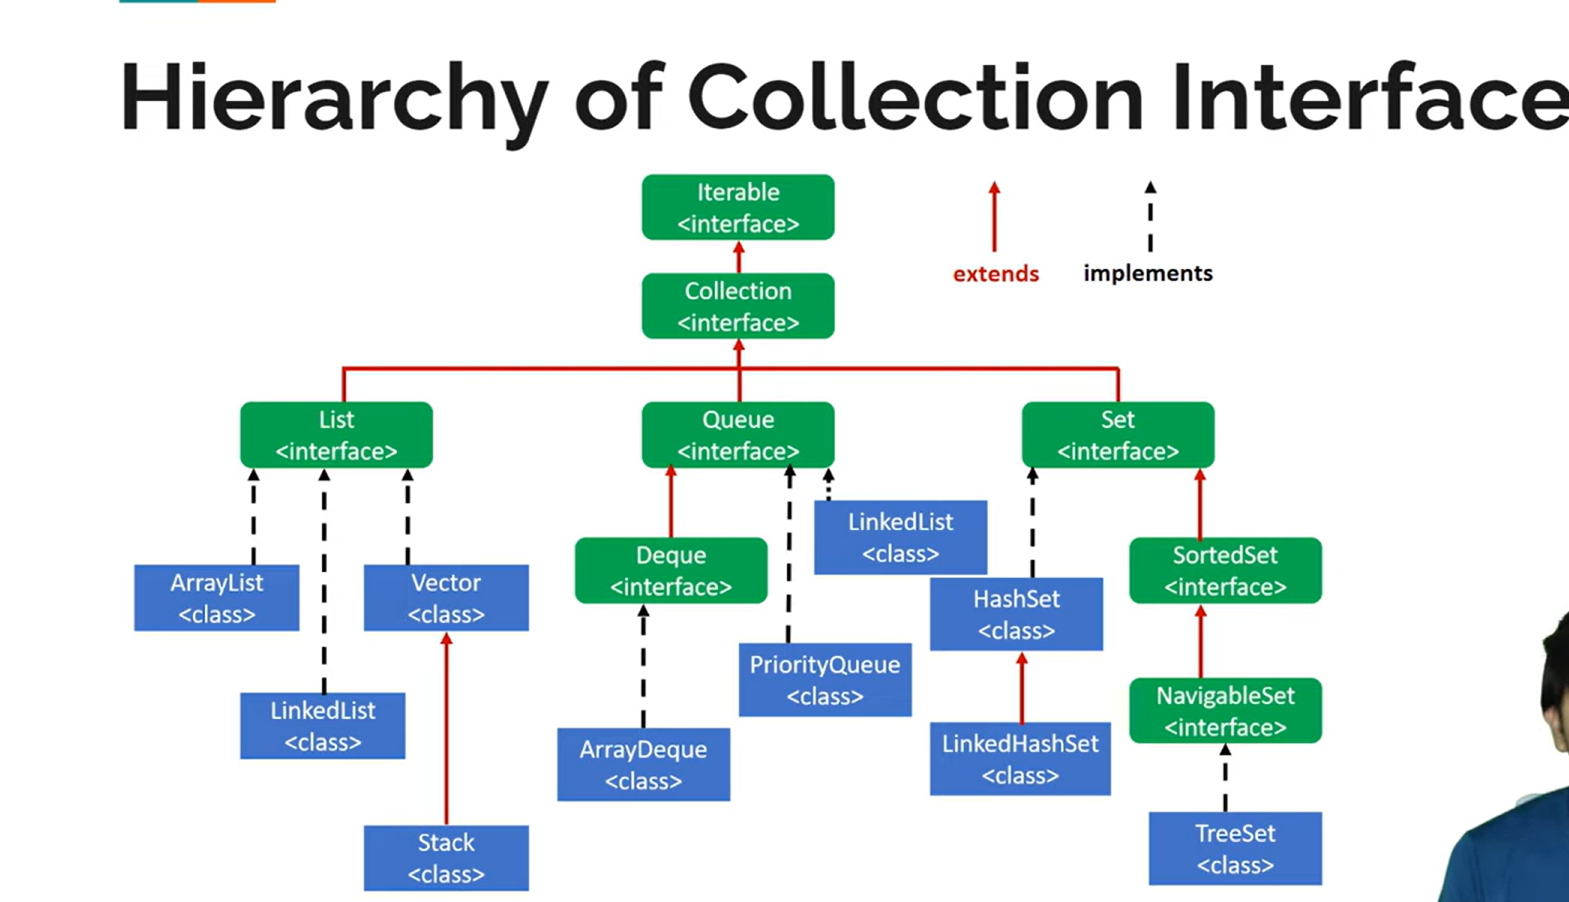 Hierarchy of Collection Interface
Iterable
<interface>
extends
implements
Collection
<interface>
List
<interface>
Queue
<interface>
Set
<interface>
LinkedList
<class>
Deque
<interface>
SortedSet
<interface>
ArrayList
<class>
Vector
<class>
HashSet
<class>
PriorityQueue
<class>
NavigableSet
<interface>
LinkedList
<class>
ArrayDeque
<class>
LinkedHashSet
<class>
Stack
<class>
TreeSet
<class>